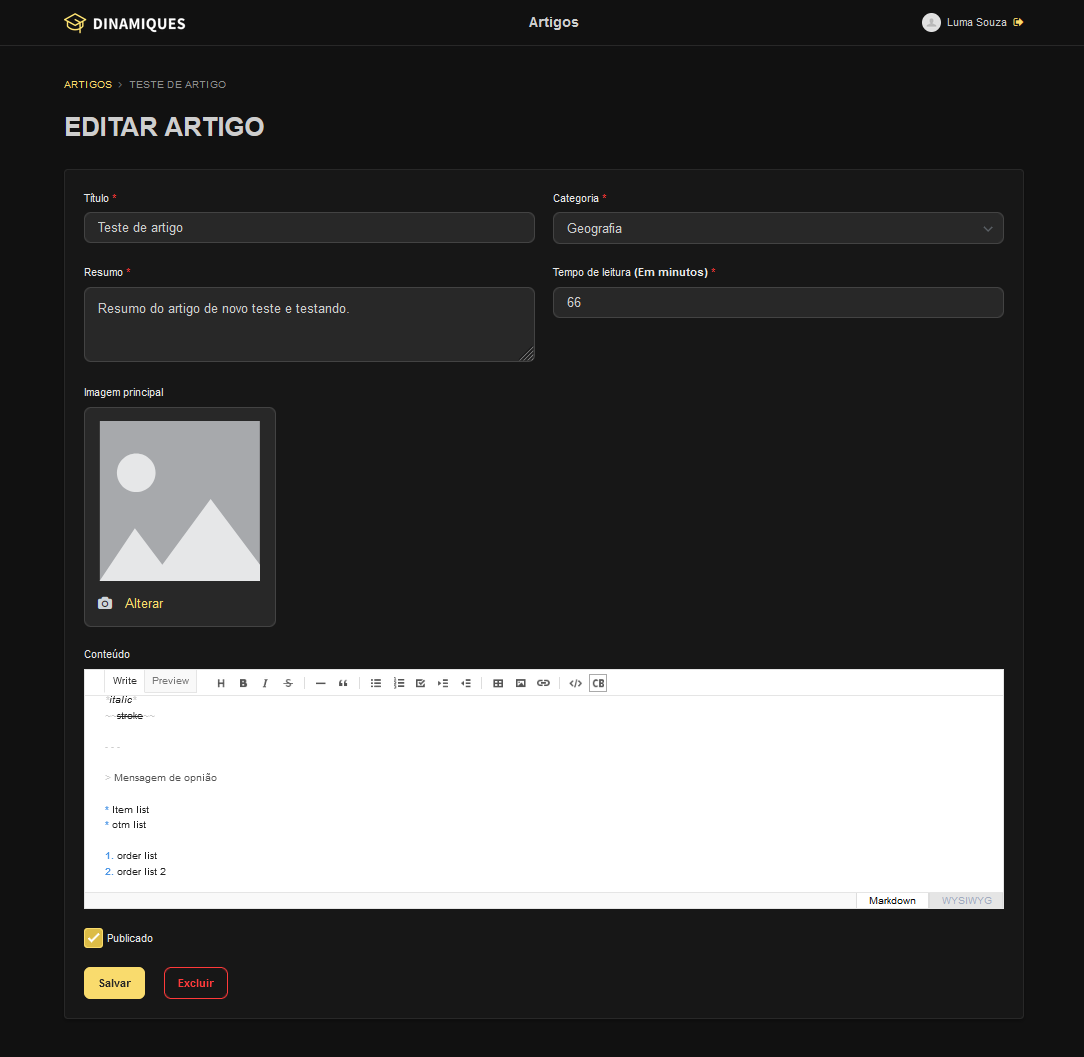 DINAMIQUES
Artigos
Luma Souza
ARTIGOS > TESTE DE ARTIGO
EDITAR ARTIGO
Título *
Categoria *
Teste de artigo
Geografia
Resumo *
Tempo de leitura (Em minutos) *
Resumo do artigo de novo teste e testando.
66
Imagem principal
Alterar
Conteúdo
Write Preview H B I S “ </> CB
*italic*
~~stroke~~
---
> Mensagem de opnião
* Item list
* otm list
1. order list
2. order list 2
Markdown WYSIWYG
Publicado
Salvar Excluir